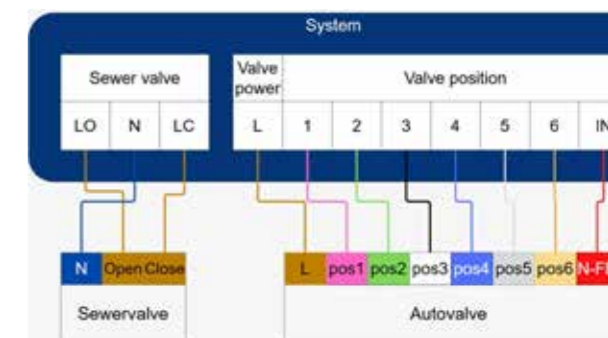 System
Sewer valve
Valve power
Valve position
LO N LC L 1 2 3 4 5 6 IN
N Open Close L pos1 pos2 pos3 pos4 pos5 pos6
Sewervalve
Autovalve